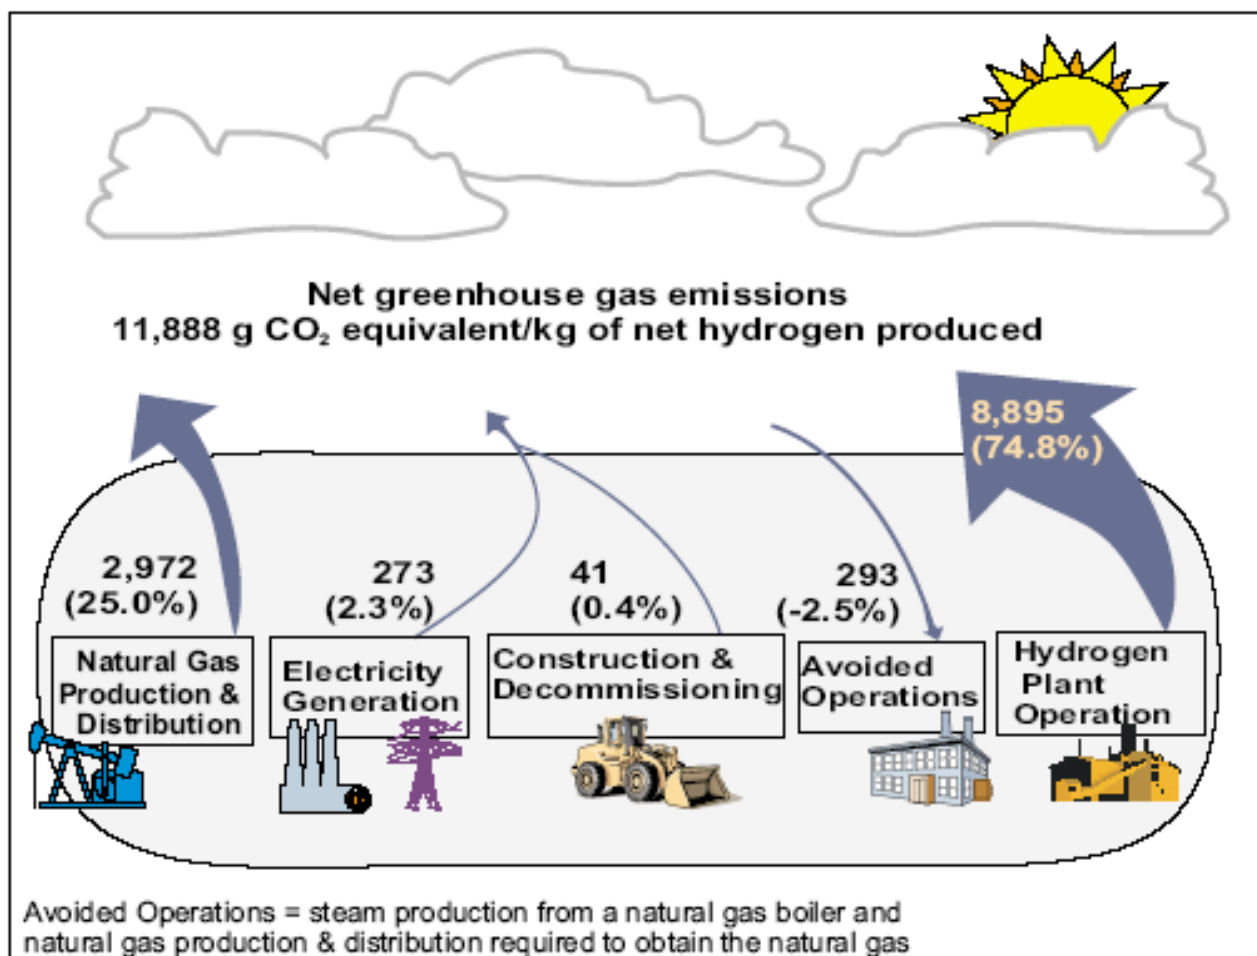 Net greenhouse gas emissions
11,888 g CO₂ equivalent/kg of net hydrogen produced
8,895
(74.8%)
2,972
(25.0%)
273
(2.3%)
41
(0.4%)
293
(-2.5%)
Natural Gas
Production &
Distribution
Electricity
Generation
Construction &
Decommissioning
Avoided
Operations
Hydrogen
Plant
Operation
Avoided Operations = steam production from a natural gas boiler and
natural gas production & distribution required to obtain the natural gas